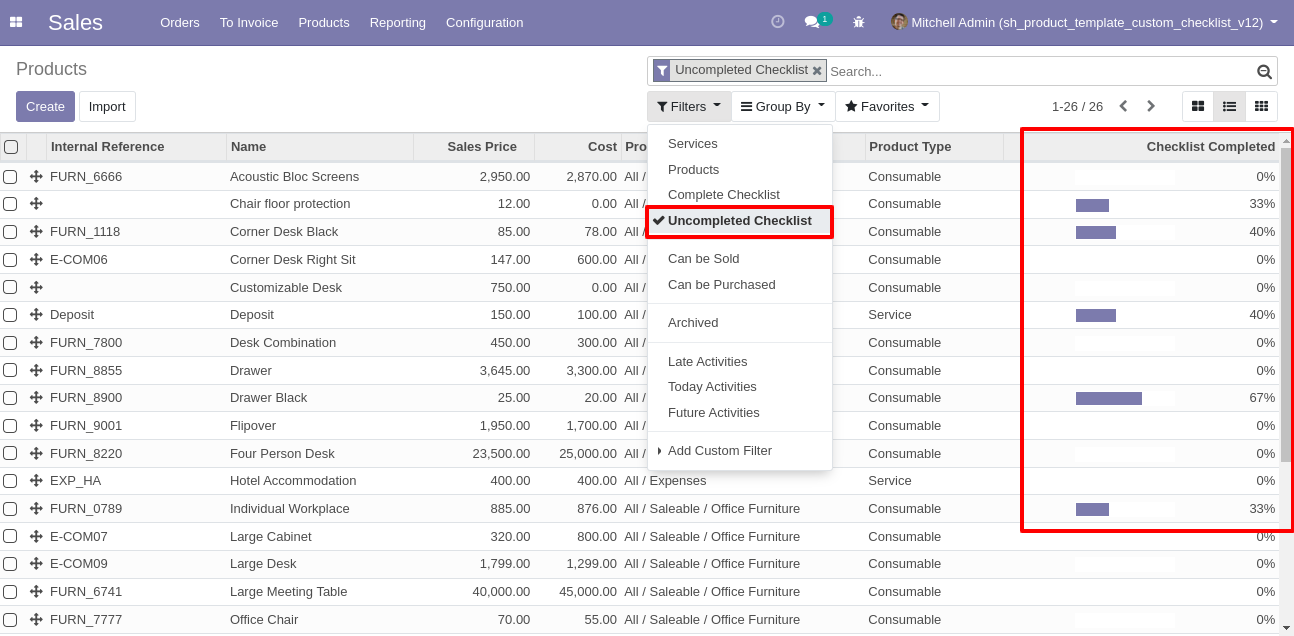 Sales Orders To Invoice Products Reporting Configuration 1 Mitchell Admin (sh_product_template_custom_checklist_v12)
Products Uncompleted Checklist Search...
Create Import Filters Group By Favorites 1-26 / 26
Services
Products
Complete Checklist
Uncompleted Checklist
Can be Sold
Can be Purchased
Archived
Late Activities
Today Activities
Future Activities
Add Custom Filter
Internal Reference Name Sales Price Cost Pro Product Type Checklist Completed
FURN_6666 Acoustic Bloc Screens 2,950.00 2,870.00 All / Consumable 0%
Chair floor protection 12.00 0.00 All / Consumable 33%
FURN_1118 Corner Desk Black 85.00 78.00 All / Consumable 40%
E-COM06 Corner Desk Right Sit 147.00 600.00 All / Consumable 0%
Customizable Desk 750.00 0.00 All / Consumable 0%
Deposit Deposit 150.00 100.00 All / Service 40%
FURN_7800 Desk Combination 450.00 300.00 All / Consumable 0%
FURN_8855 Drawer 3,645.00 3,300.00 All / Consumable 0%
FURN_8900 Drawer Black 25.00 20.00 All / Consumable 67%
FURN_9001 Flipover 1,950.00 1,700.00 All / Consumable 0%
FURN_8220 Four Person Desk 23,500.00 25,000.00 All / Consumable 0%
EXP_HA Hotel Accommodation 400.00 400.00 All / Expenses Service 0%
FURN_0789 Individual Workplace 885.00 876.00 All / Saleable / Office Furniture Consumable 33%
E-COM07 Large Cabinet 320.00 800.00 All / Saleable / Office Furniture Consumable 0%
E-COM09 Large Desk 1,799.00 1,299.00 All / Saleable / Office Furniture Consumable 0%
FURN_6741 Large Meeting Table 40,000.00 45,000.00 All / Saleable / Office Furniture Consumable 0%
FURN_7777 Office Chair 70.00 55.00 All / Saleable / Office Furniture Consumable 0%